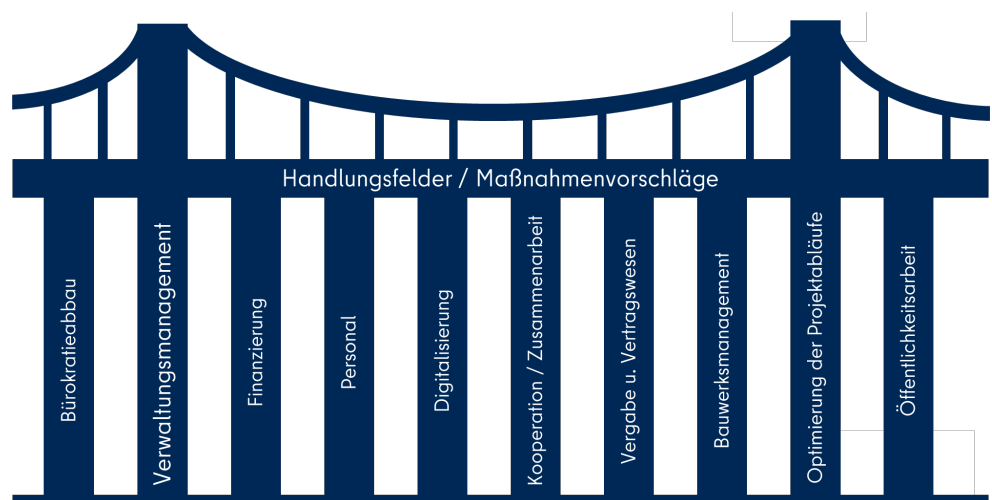 Handlungsfelder / Maßnahmenvorschläge
Bürokratieabbau
Verwaltungsmanagement
Finanzierung
Personal
Digitalisierung
Kooperation / Zusammenarbeit
Vergabe u. Vertragswesen
Bauwerksmanagement
Optimierung der Projektabläufe
Öffentlichkeitsarbeit